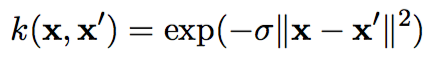 k(x, x′) = exp(−σ‖x − x′‖²)